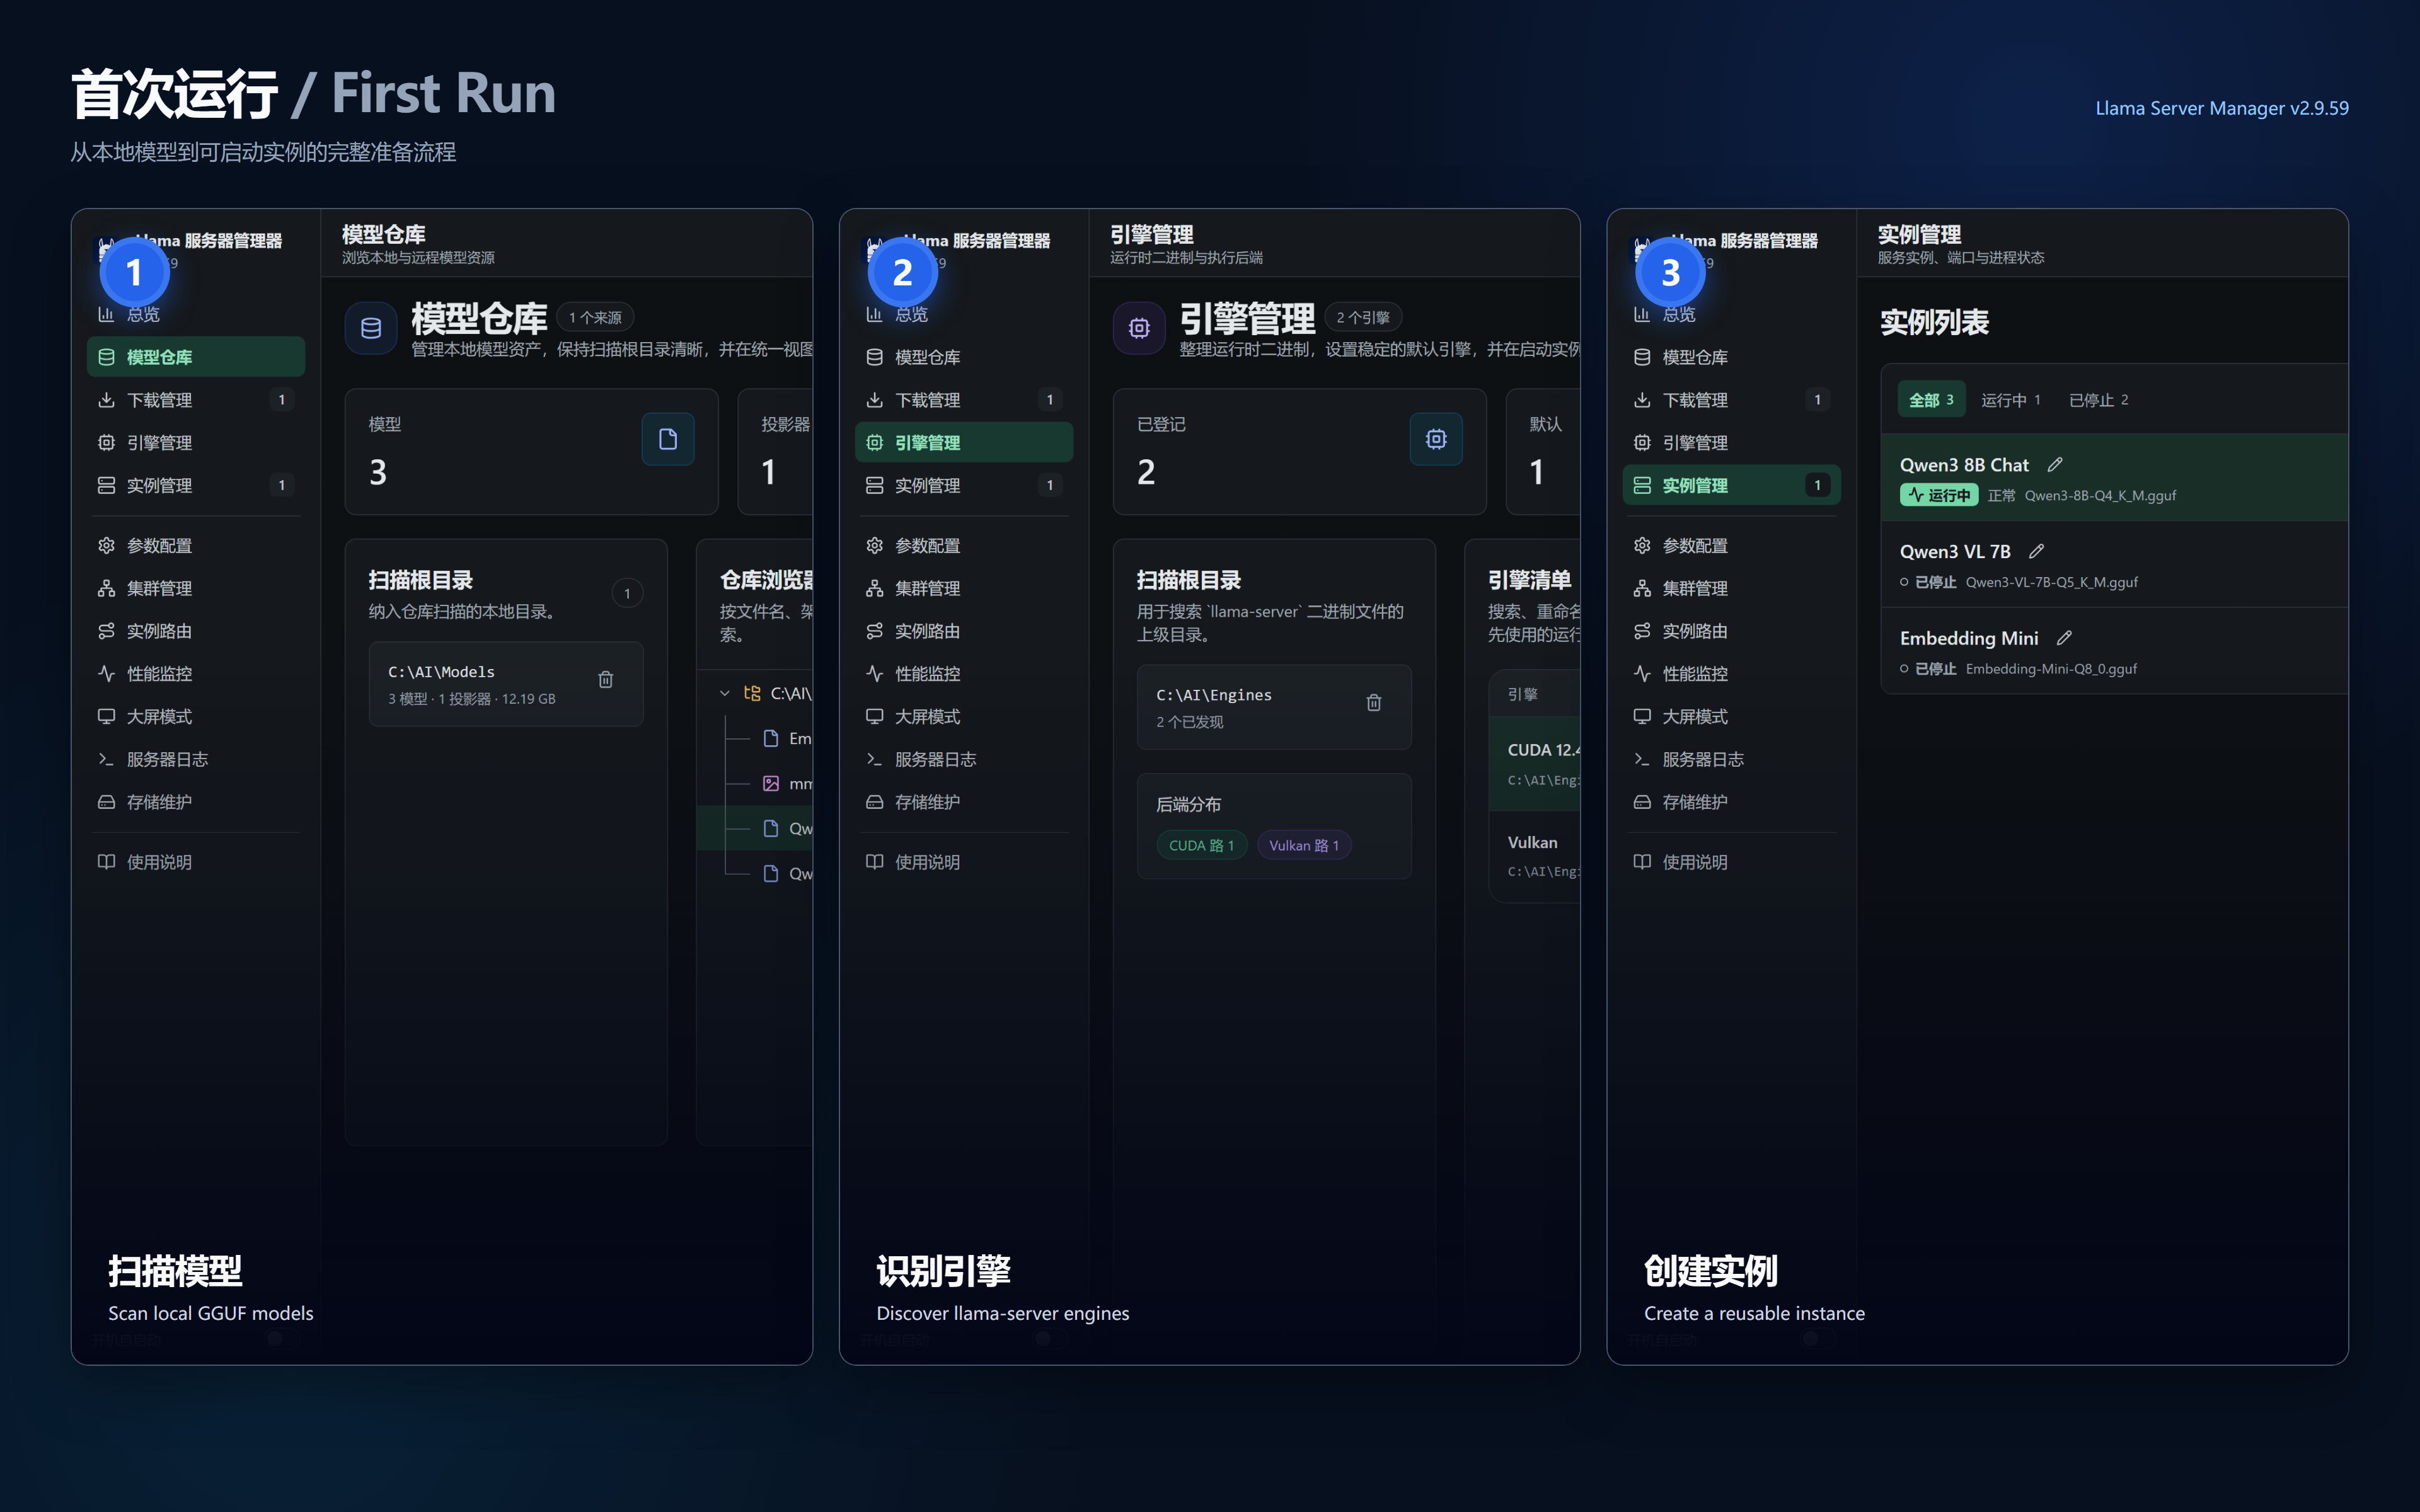 首次运行 / First Run
Llama Server Manager v2.9.59
从本地模型到可启动实例的完整准备流程
1
服务器管理器
总览
模型仓库
下载管理 1
引擎管理
实例管理 1
参数配置
集群管理
实例路由
性能监控
大屏模式
服务器日志
存储维护
使用说明
模型仓库
浏览本地与远程模型资源
模型仓库 1 个来源
管理本地模型资产，保持扫描根目录清晰，并在统一视图
模型
3
投影器
1
扫描根目录 1
纳入仓库扫描的本地目录。
C:\AI\Models
3 模型 · 1 投影器 · 12.19 GB
仓库浏览器
按文件名、架
索。
C:\AI\
Em
mm
Qw
Qw
扫描模型
Scan local GGUF models
2
服务器管理器
总览
模型仓库
下载管理 1
引擎管理
实例管理 1
参数配置
集群管理
实例路由
性能监控
大屏模式
服务器日志
存储维护
使用说明
引擎管理
运行时二进制与执行后端
引擎管理 2 个引擎
整理运行时二进制，设置稳定的默认引擎，并在启动实例
已登记
2
默认
1
扫描根目录
用于搜索 `llama-server` 二进制文件的
上级目录。
C:\AI\Engines
2 个已发现
后端分布
CUDA 路 1 Vulkan 路 1
引擎清单
搜索、重命名
先使用的运行
引擎
CUDA 12.4
C:\AI\Engi
Vulkan
C:\AI\Engi
识别引擎
Discover llama-server engines
3
服务器管理器
总览
模型仓库
下载管理 1
引擎管理
实例管理 1
参数配置
集群管理
实例路由
性能监控
大屏模式
服务器日志
存储维护
使用说明
实例管理
服务实例、端口与进程状态
实例列表
全部 3 运行中 1 已停止 2
Qwen3 8B Chat
运行中 正常 Qwen3-8B-Q4_K_M.gguf
Qwen3 VL 7B
已停止 Qwen3-VL-7B-Q5_K_M.gguf
Embedding Mini
已停止 Embedding-Mini-Q8_0.gguf
创建实例
Create a reusable instance